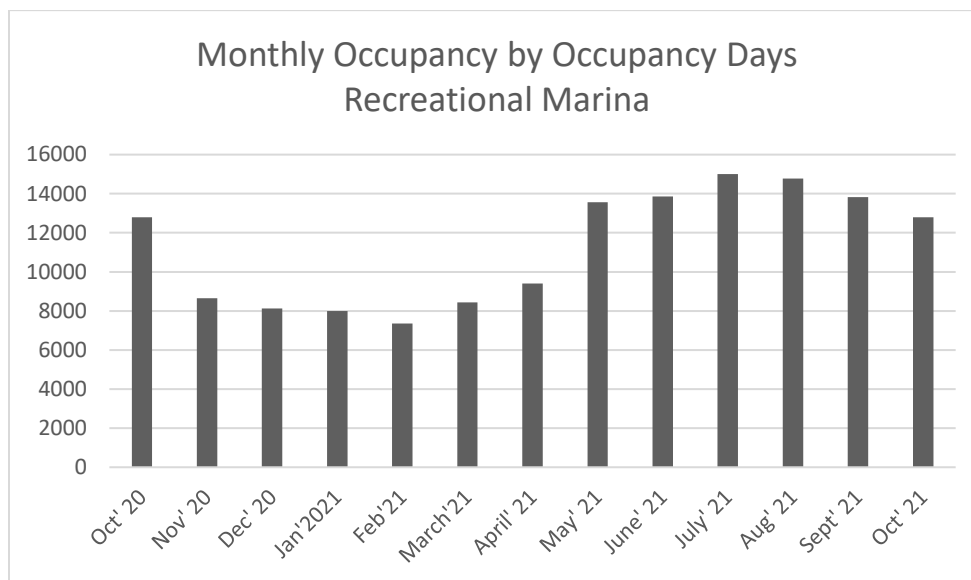 Monthly Occupancy by Occupancy Days
Recreational Marina
16000
14000
12000
10000
8000
6000
4000
2000
0
Oct' 20
Nov' 20
Dec' 20
Jan'2021
Feb'21
March'21
April' 21
May' 21
June' 21
July' 21
Aug' 21
Sept' 21
Oct' 21